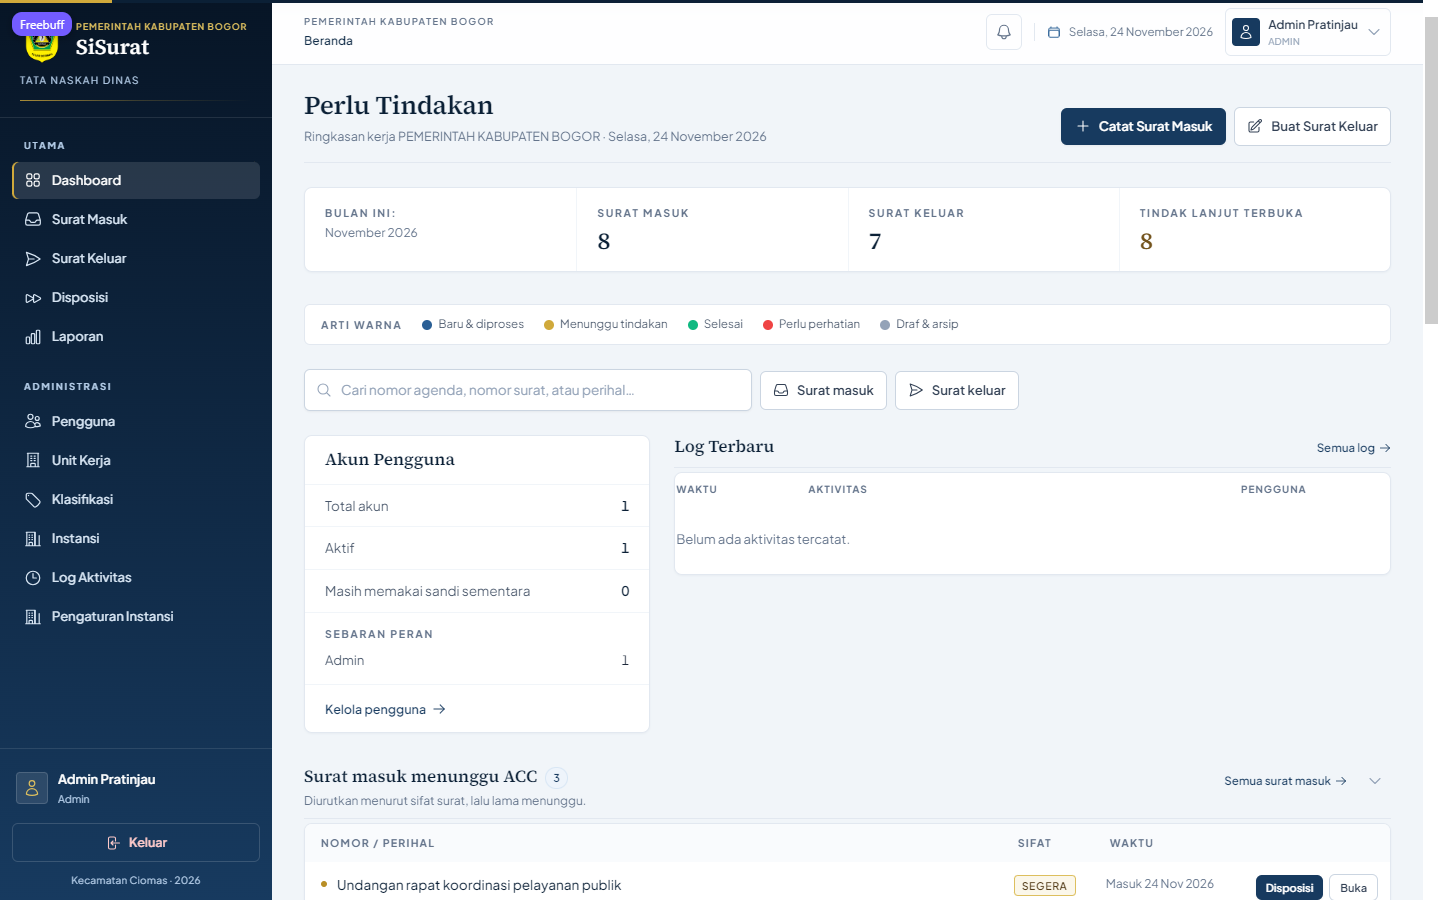 Freebuff
PEMERINTAH KABUPATEN BOGOR
SiSurat
TATA NASKAH DINAS
UTAMA
Dashboard
Surat Masuk
Surat Keluar
Disposisi
Laporan
ADMINISTRASI
Pengguna
Unit Kerja
Klasifikasi
Instansi
Log Aktivitas
Pengaturan Instansi
Admin Pratinjau
Admin
Keluar
Kecamatan Ciomas · 2026
PEMERINTAH KABUPATEN BOGOR
Beranda
Selasa, 24 November 2026
Admin Pratinjau
ADMIN
Perlu Tindakan
Ringkasan kerja PEMERINTAH KABUPATEN BOGOR · Selasa, 24 November 2026
Catat Surat Masuk
Buat Surat Keluar
BULAN INI:
November 2026
SURAT MASUK
8
SURAT KELUAR
7
TINDAK LANJUT TERBUKA
8
ARTI WARNA
Baru & diproses
Menunggu tindakan
Selesai
Perlu perhatian
Draf & arsip
Cari nomor agenda, nomor surat, atau perihal...
Surat masuk
Surat keluar
Akun Pengguna
Total akun 1
Aktif 1
Masih memakai sandi sementara 0
SEBARAN PERAN
Admin 1
Kelola pengguna →
Log Terbaru
Semua log →
WAKTU AKTIVITAS PENGGUNA
Belum ada aktivitas tercatat.
Surat masuk menunggu ACC 3
Diurutkan menurut sifat surat, lalu lama menunggu.
Semua surat masuk →
NOMOR / PERIHAL SIFAT WAKTU
Undangan rapat koordinasi pelayanan publik SEGERA Masuk 24 Nov 2026 Disposisi Buka